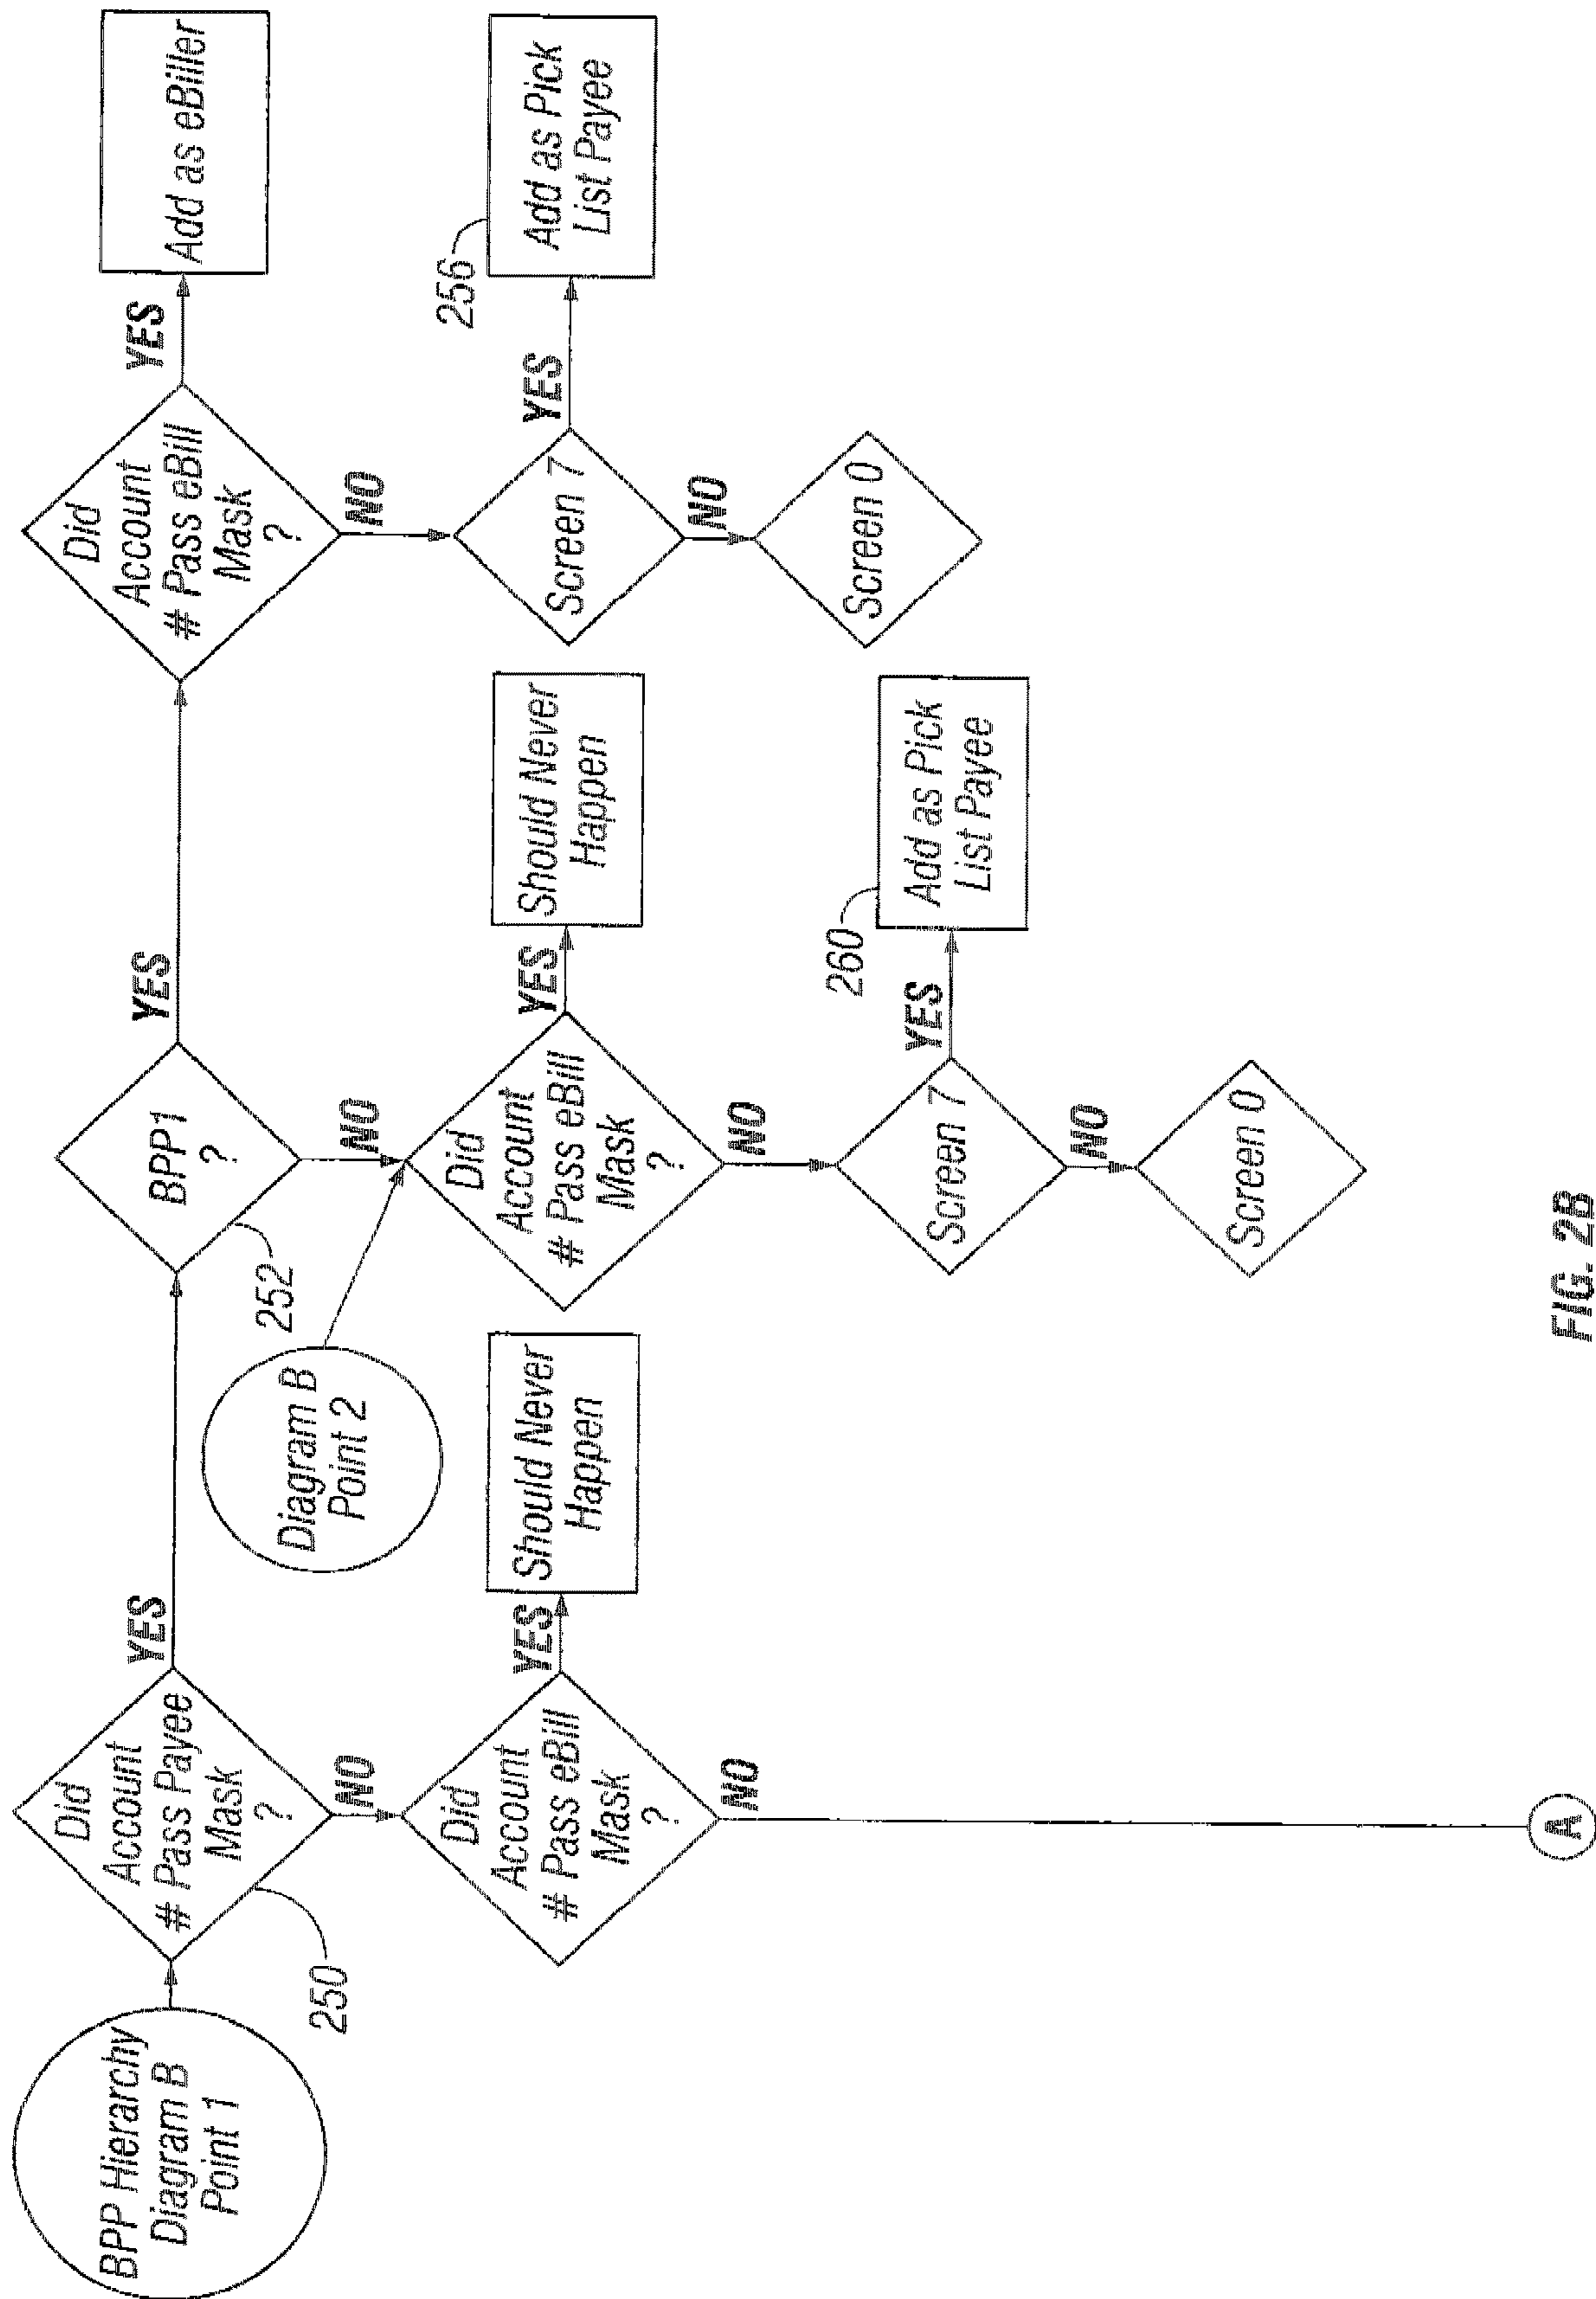 BPP Hierarchy
Diagram B
Point 1
250
Did
Account
# Pass Payee
Mask
?
YES
NO
252
BPP1
?
YES
NO
Did
Account
# Pass eBill
Mask
?
YES
NO
Add as eBiller
Screen 7
YES
NO
256
Add as Pick
List Payee
Screen 0
Diagram B
Point 2
Did
Account
# Pass eBill
Mask
?
YES
NO
Should Never
Happen
Screen 7
YES
NO
260
Add as Pick
List Payee
Screen 0
Did
Account
# Pass eBill
Mask
?
YES
NO
Should Never
Happen
A
FIG. 2B